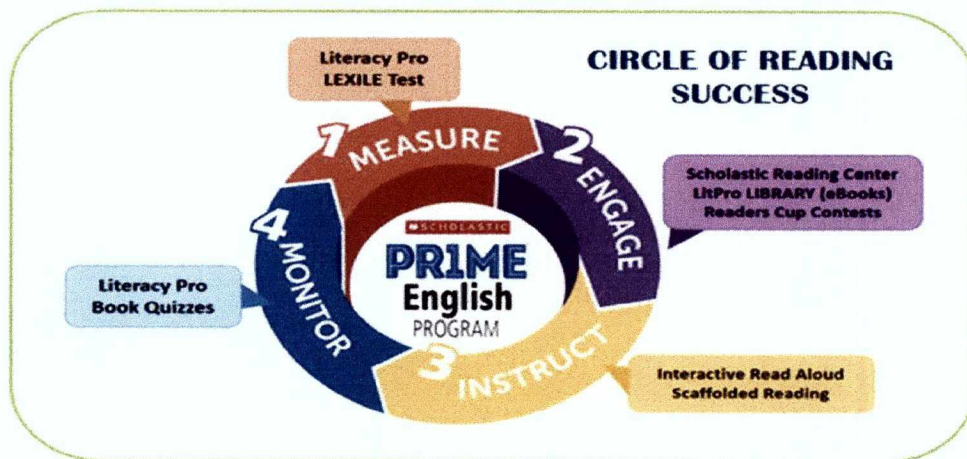 CIRCLE OF READING
SUCCESS
Literacy Pro
LEXILE Test
1 MEASURE
2 ENGAGE
Scholastic Reading Center
LitPro LIBRARY (eBooks)
Readers Cup Contests
3 INSTRUCT
Interactive Read Aloud
Scaffolded Reading
4 MONITOR
Literacy Pro
Book Quizzes
SCHOLASTIC
PR1ME
English
PROGRAM